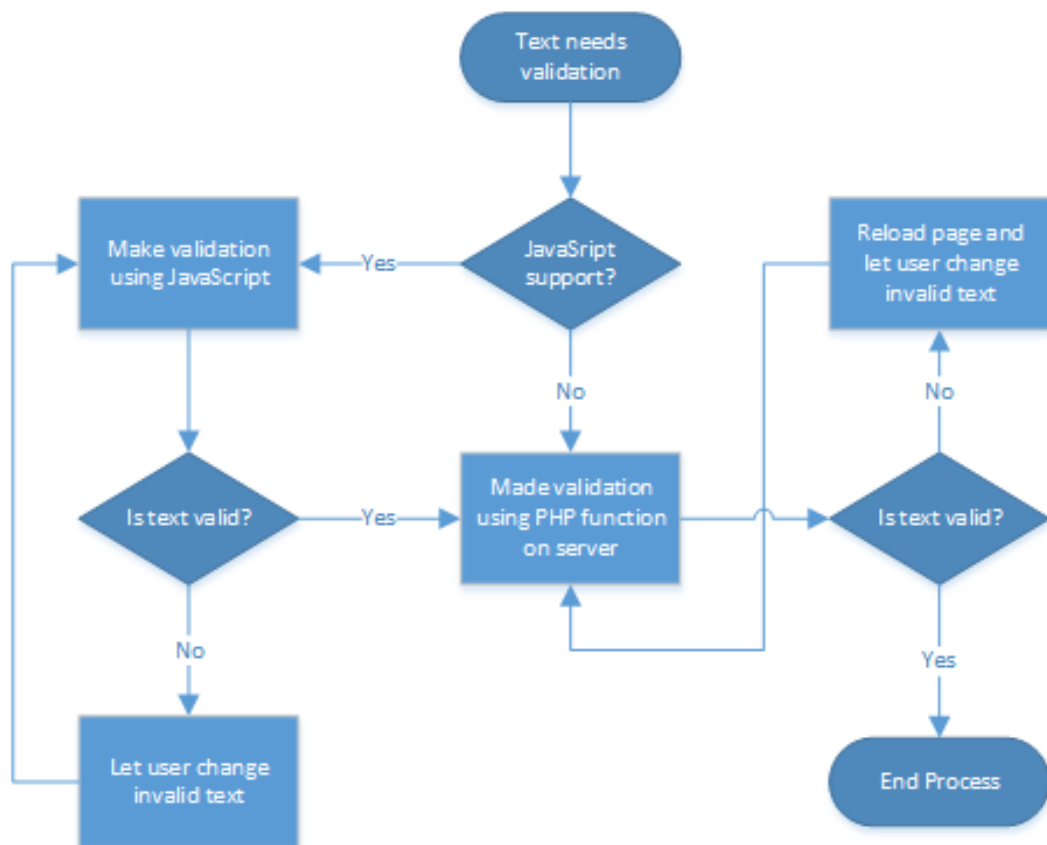 Text needs
validation
Make validation
using JavaScript
Yes
JavaSript
support?
Reload page and
let user change
invalid text
No
No
Is text valid?
Yes
Made validation
using PHP function
on server
Is text valid?
No
Yes
Let user change
invalid text
End Process